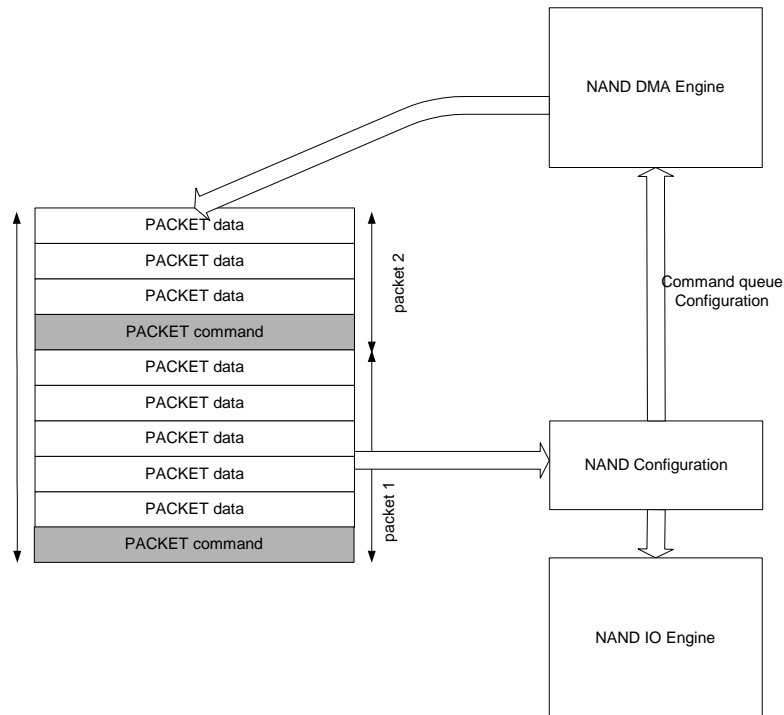 NAND DMA Engine
PACKET data
PACKET data
PACKET data
PACKET command
PACKET data
PACKET data
PACKET data
PACKET data
PACKET data
PACKET command
packet 2
packet 1
Command queue
Configuration
NAND Configuration
NAND IO Engine